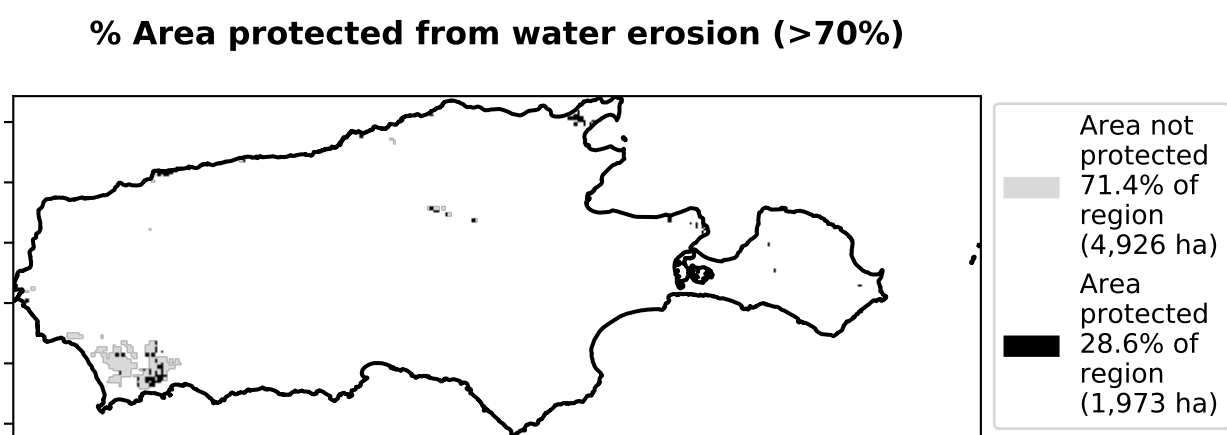 % Area protected from water erosion (>70%)
Area not
protected
71.4% of
region
(4,926 ha)
Area
protected
28.6% of
region
(1,973 ha)